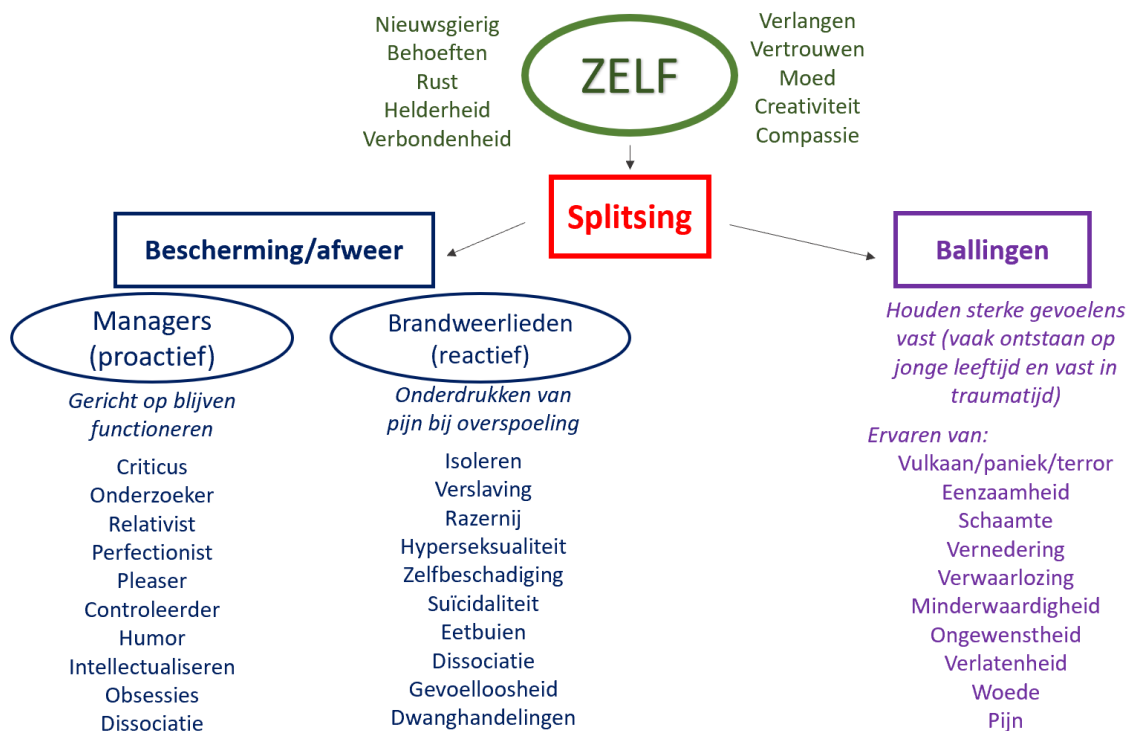 Nieuwsgierig
Behoeften
Rust
Helderheid
Verbondenheid
ZELF
Verlangen
Vertrouwen
Moed
Creativiteit
Compassie
Splitsing
Bescherming/afweer
Managers
(proactief)
Gericht op blijven
functioneren
Criticus
Onderzoeker
Relativist
Perfectionist
Pleaser
Controleerder
Humor
Intellectualiseren
Obsessies
Dissociatie
Brandweerlieden
(reactief)
Onderdrukken van
pijn bij overspoeling
Isoleren
Verslaving
Razernij
Hyperseksualiteit
Zelfbeschadiging
Suïcidaliteit
Eetbuien
Dissociatie
Gevoelloosheid
Dwanghandelingen
Ballingen
Houden sterke gevoelens
vast (vaak ontstaan op
jonge leeftijd en vast in
traumatijd)
Ervaren van:
Vulkaan/paniek/terror
Eenzaamheid
Schaamte
Vernedering
Verwaarlozing
Minderwaardigheid
Ongewenstheid
Verlatenheid
Woede
Pijn